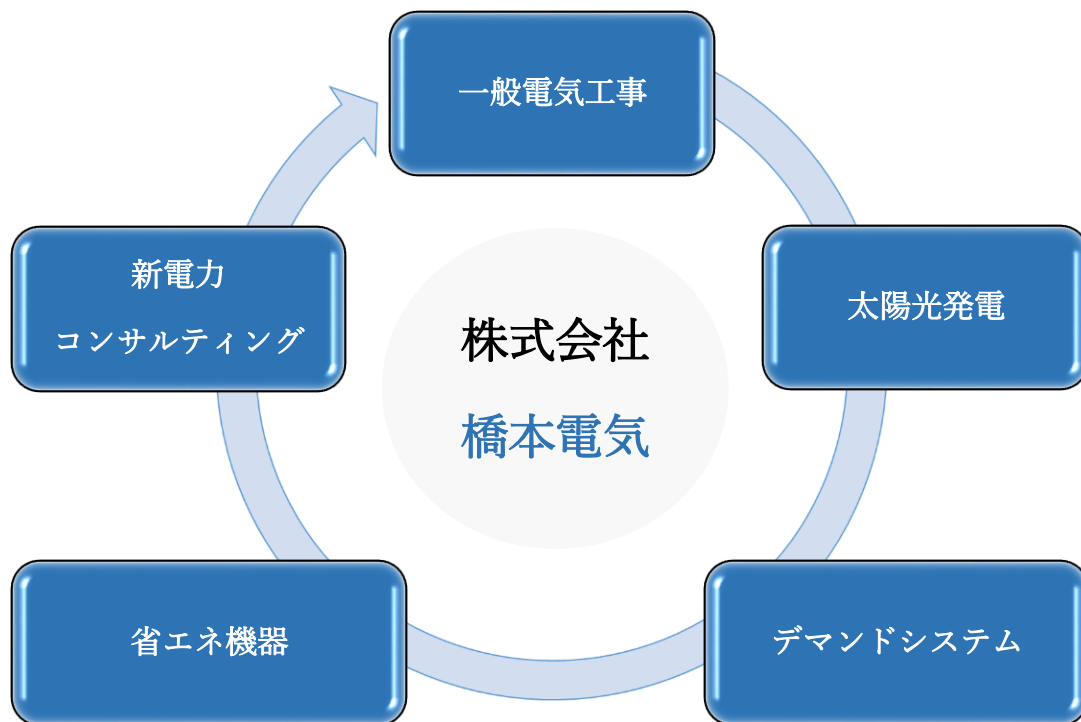 一般電気工事
新電力
コンサルティング
太陽光発電
株式会社
橋本電気
省エネ機器
デマンドシステム